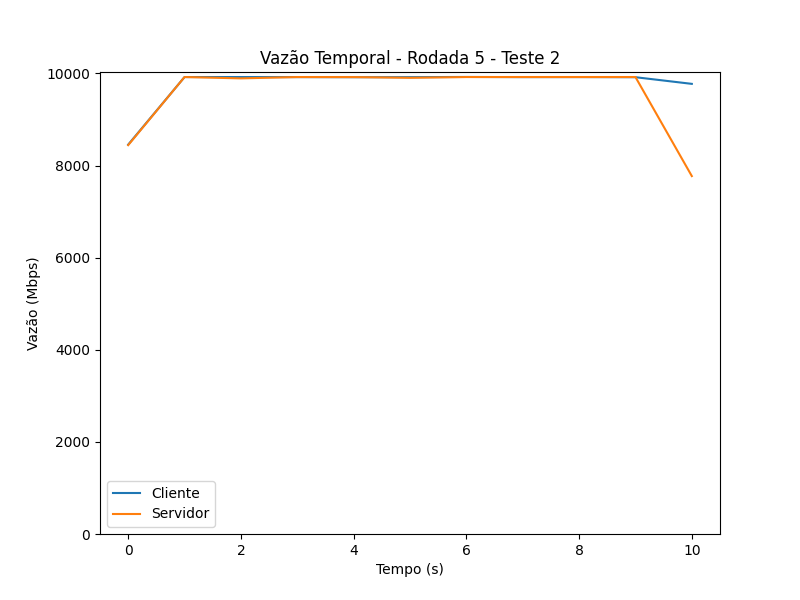 Vazão Temporal - Rodada 5 - Teste 2
10000
8000
6000
4000
2000
0
Vazão (Mbps)
Cliente
Servidor
0 2 4 6 8 10
Tempo (s)